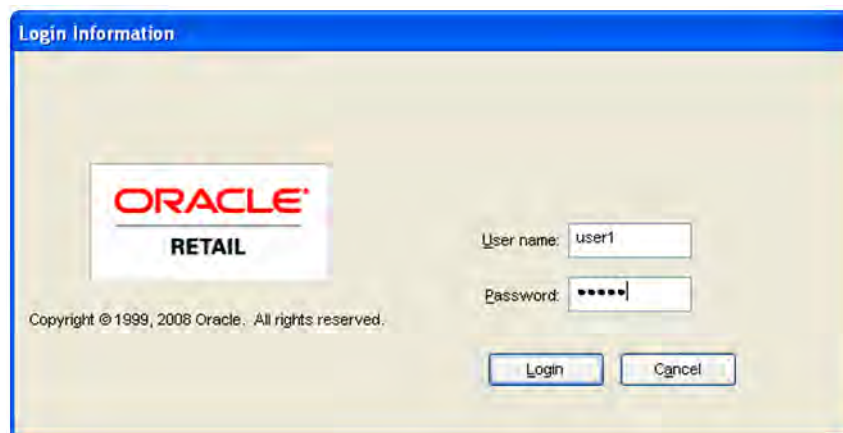 Login Information
ORACLE®
RETAIL
Copyright © 1999, 2008 Oracle. All rights reserved.
User name: user1
Password: •••••
Login Cancel